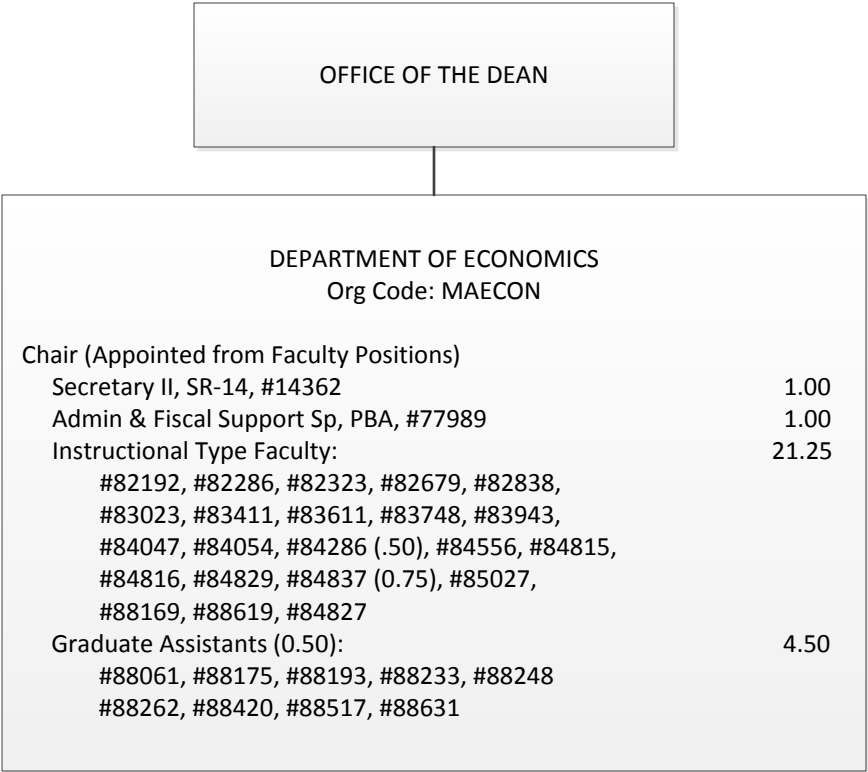 OFFICE OF THE DEAN
DEPARTMENT OF ECONOMICS
Org Code: MAECON
Chair (Appointed from Faculty Positions)
Secretary II, SR-14, #14362 1.00
Admin & Fiscal Support Sp, PBA, #77989 1.00
Instructional Type Faculty: 21.25
#82192, #82286, #82323, #82679, #82838,
#83023, #83411, #83611, #83748, #83943,
#84047, #84054, #84286 (.50), #84556, #84815,
#84816, #84829, #84837 (0.75), #85027,
#88169, #88619, #84827
Graduate Assistants (0.50): 4.50
#88061, #88175, #88193, #88233, #88248
#88262, #88420, #88517, #88631